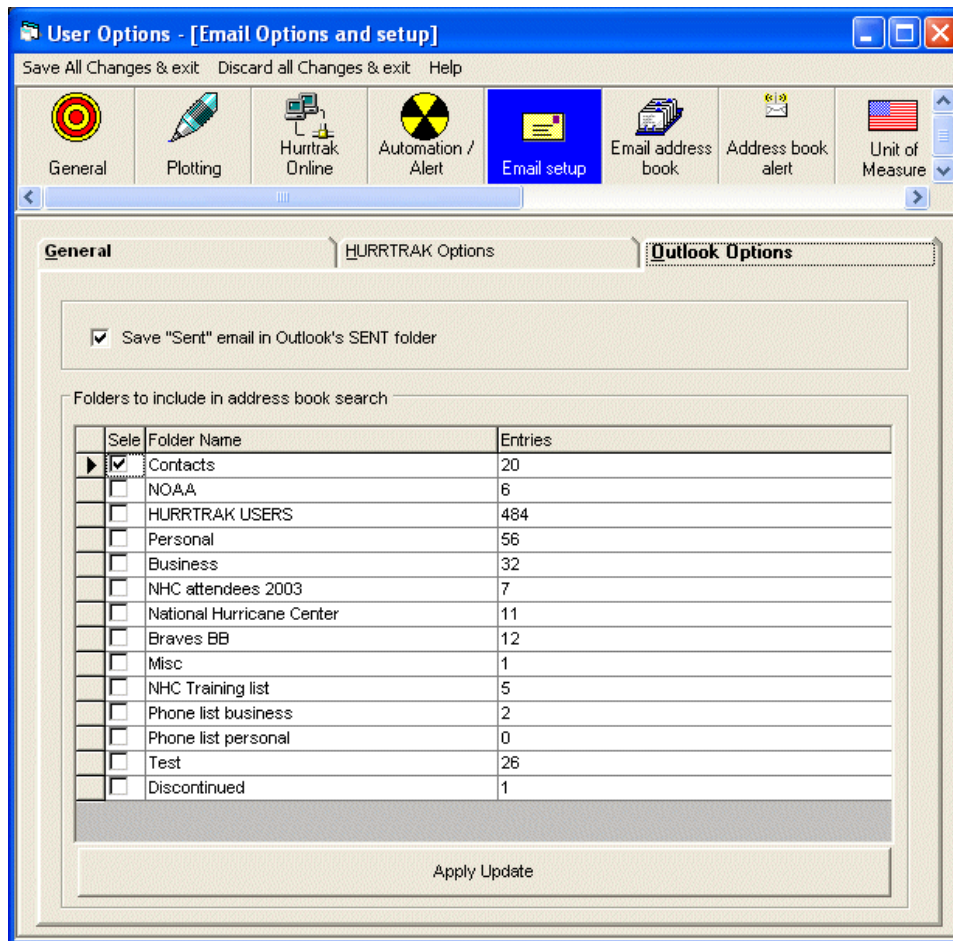 User Options - [Email Options and setup]
Save All Changes & exit Discard all Changes & exit Help
General
Plotting
Hurrtrak
Online
Automation /
Alert
Email setup
Email address
book
Address book
alert
Unit of
Measure
General HURRTRAK Options Outlook Options
Save "Sent" email in Outlook's SENT folder
Folders to include in address book search
Sele Folder Name Entries
Contacts 20
NOAA 6
HURRTRAK USERS 484
Personal 56
Business 32
NHC attendees 2003 7
National Hurricane Center 11
Braves BB 12
Misc 1
NHC Training list 5
Phone list business 2
Phone list personal 0
Test 26
Discontinued 1
Apply Update